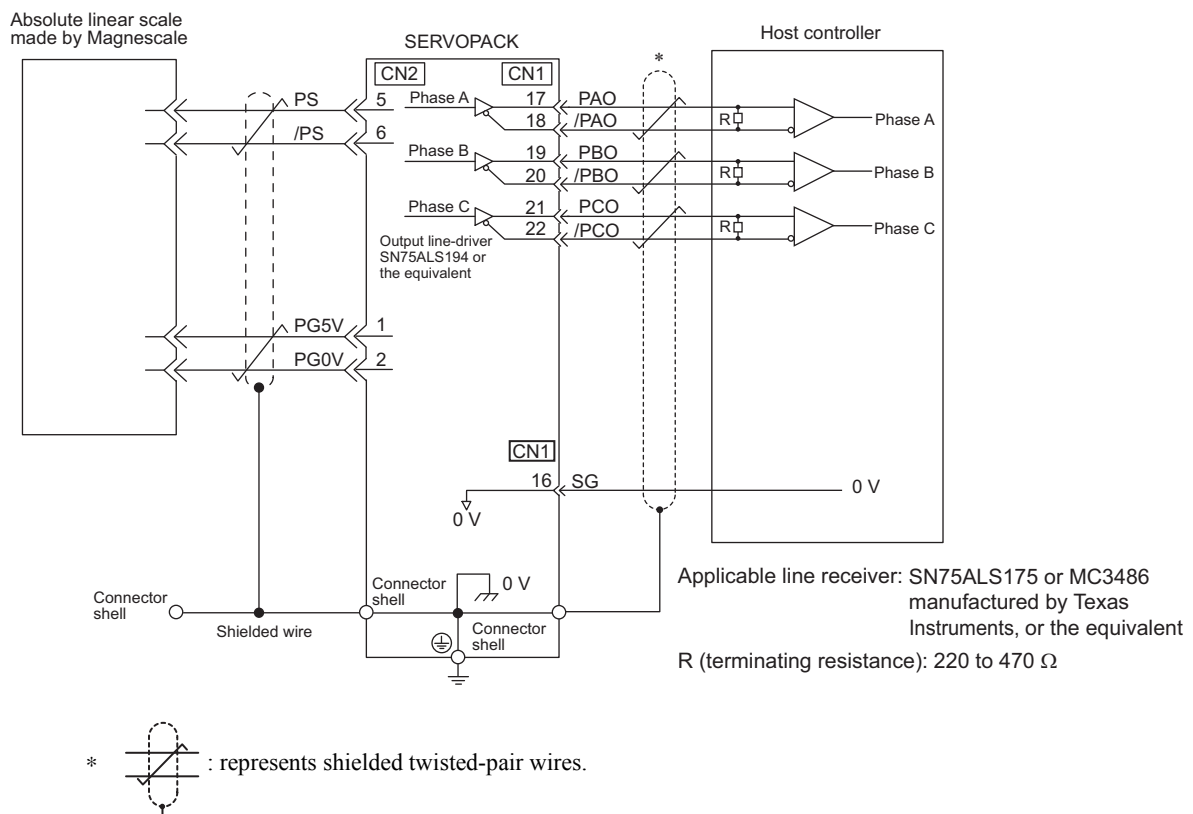 Absolute linear scale
made by Magnescale
SERVOPACK
Host controller
CN2
CN1
*
PS
5
Phase A
17
PAO
R
Phase A
18
/PAO
/PS
6
Phase B
19
PBO
R
Phase B
20
/PBO
Phase C
21
PCO
R
Phase C
22
/PCO
Output line-driver
SN75ALS194 or
the equivalent
PG5V
1
PG0V
2
CN1
16
SG
0 V
0 V
Connector
shell
Shielded wire
Connector
shell
0 V
Connector
shell
Applicable line receiver: SN75ALS175 or MC3486
manufactured by Texas
Instruments, or the equivalent
R (terminating resistance): 220 to 470 Ω
* : represents shielded twisted-pair wires.